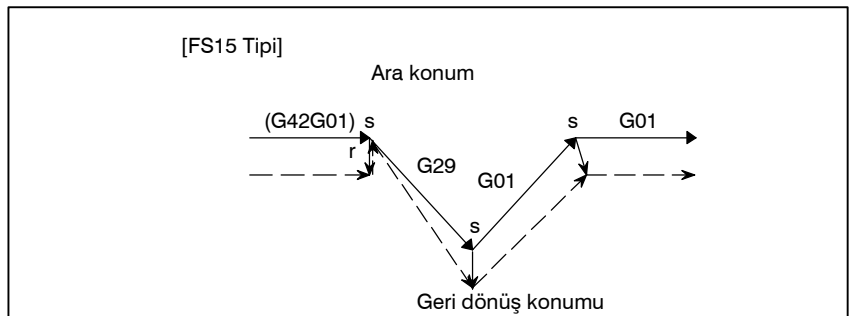 [FS15 Tipi]
Ara konum
(G42G01) s
s G01
r
G29
G01
s
Geri dönüş konumu